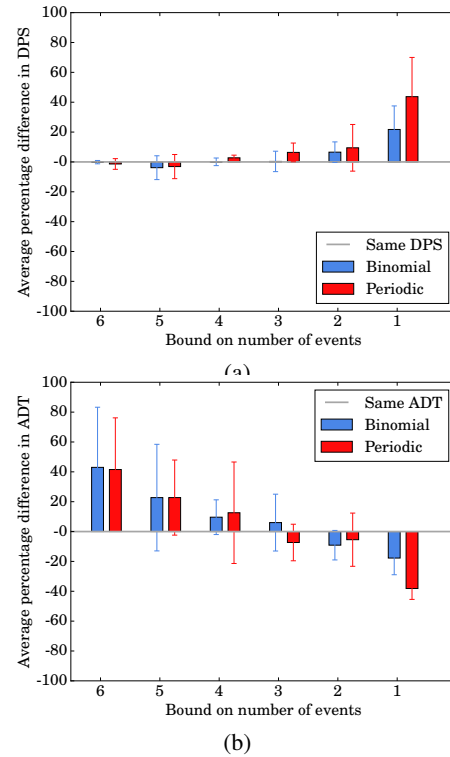 100
80
60
40
20
-0
-20
-40
-60
-80
-100
Average percentage difference in DPS
Same DPS
Binomial
Periodic
6 5 4 3 2 1
Bound on number of events
(a)
100
80
60
40
20
-0
-20
-40
-60
-80
-100
Average percentage difference in ADT
Same ADT
Binomial
Periodic
6 5 4 3 2 1
Bound on number of events
(b)